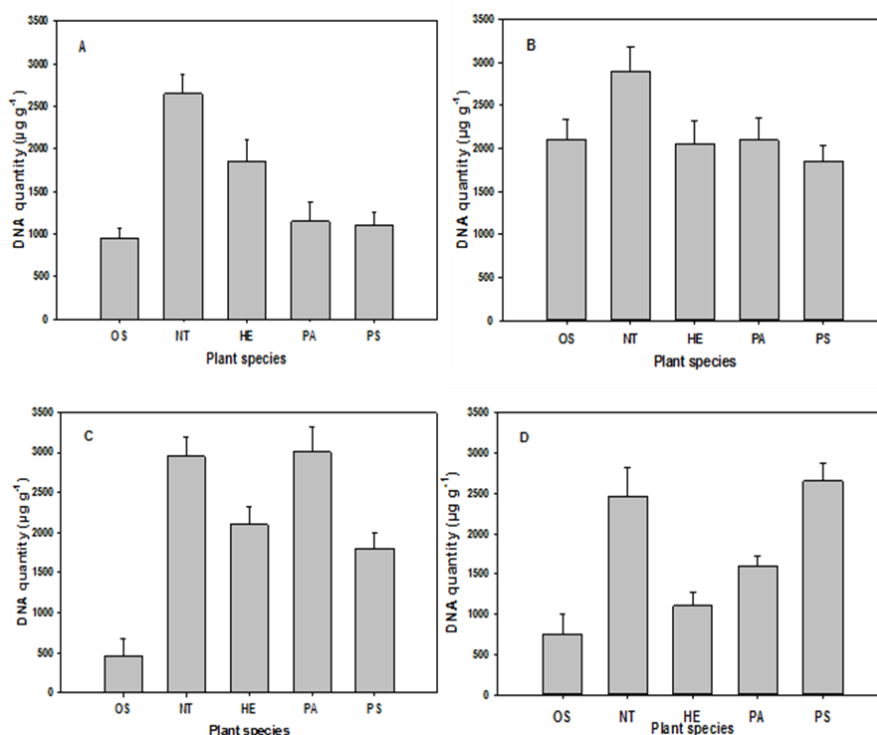 A
DNA quantity (µg g⁻¹)
3500
3000
2500
2000
1500
1000
500
0
OS NT HE PA PS
Plant species
B
DNA quantity (µg g⁻¹)
3500
3000
2500
2000
1500
1000
500
0
OS NT HE PA PS
Plant species
C
DNA quantity (µg g⁻¹)
3500
3000
2500
2000
1500
1000
500
0
OS NT HE PA PS
Plant species
D
DNA quantity (µg g⁻¹)
3500
3000
2500
2000
1500
1000
500
0
OS NT HE PA PS
Plant species